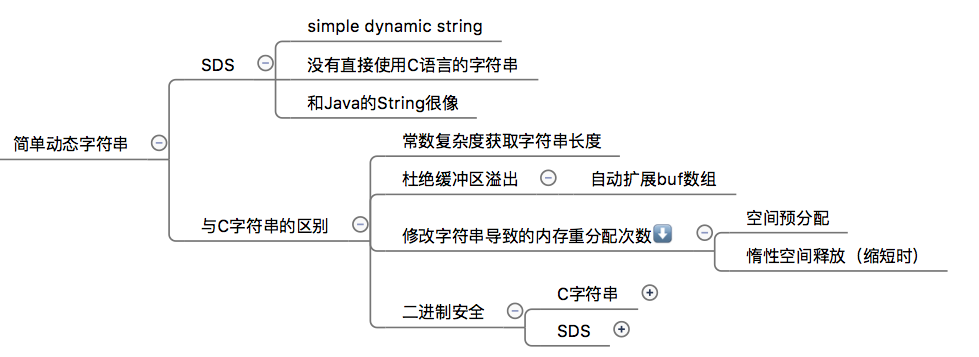 simple dynamic string
SDS
没有直接使用C语言的字符串
和Java的String很像
简单动态字符串
常数复杂度获取字符串长度
杜绝缓冲区溢出
自动扩展buf数组
与C字符串的区别
修改字符串导致的内存重分配次数⬇️
空间预分配
惰性空间释放（缩短时）
二进制安全
C字符串
SDS